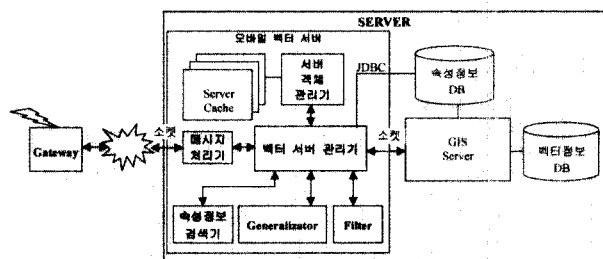 SERVER
모바일 벡터 서버
Server
Cache
서버
객체
관리기
JDBC
속성정보
DB
Gateway
소켓
메시지
처리기
벡터 서버 관리기
소켓
GIS
Server
벡터정보
DB
속성정보
검색기
Generalizator
Filter